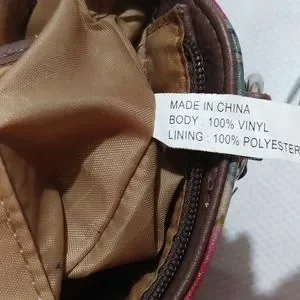 MADE IN CHINA
BODY : 100% VINYL
LINING : 100% POLYESTER